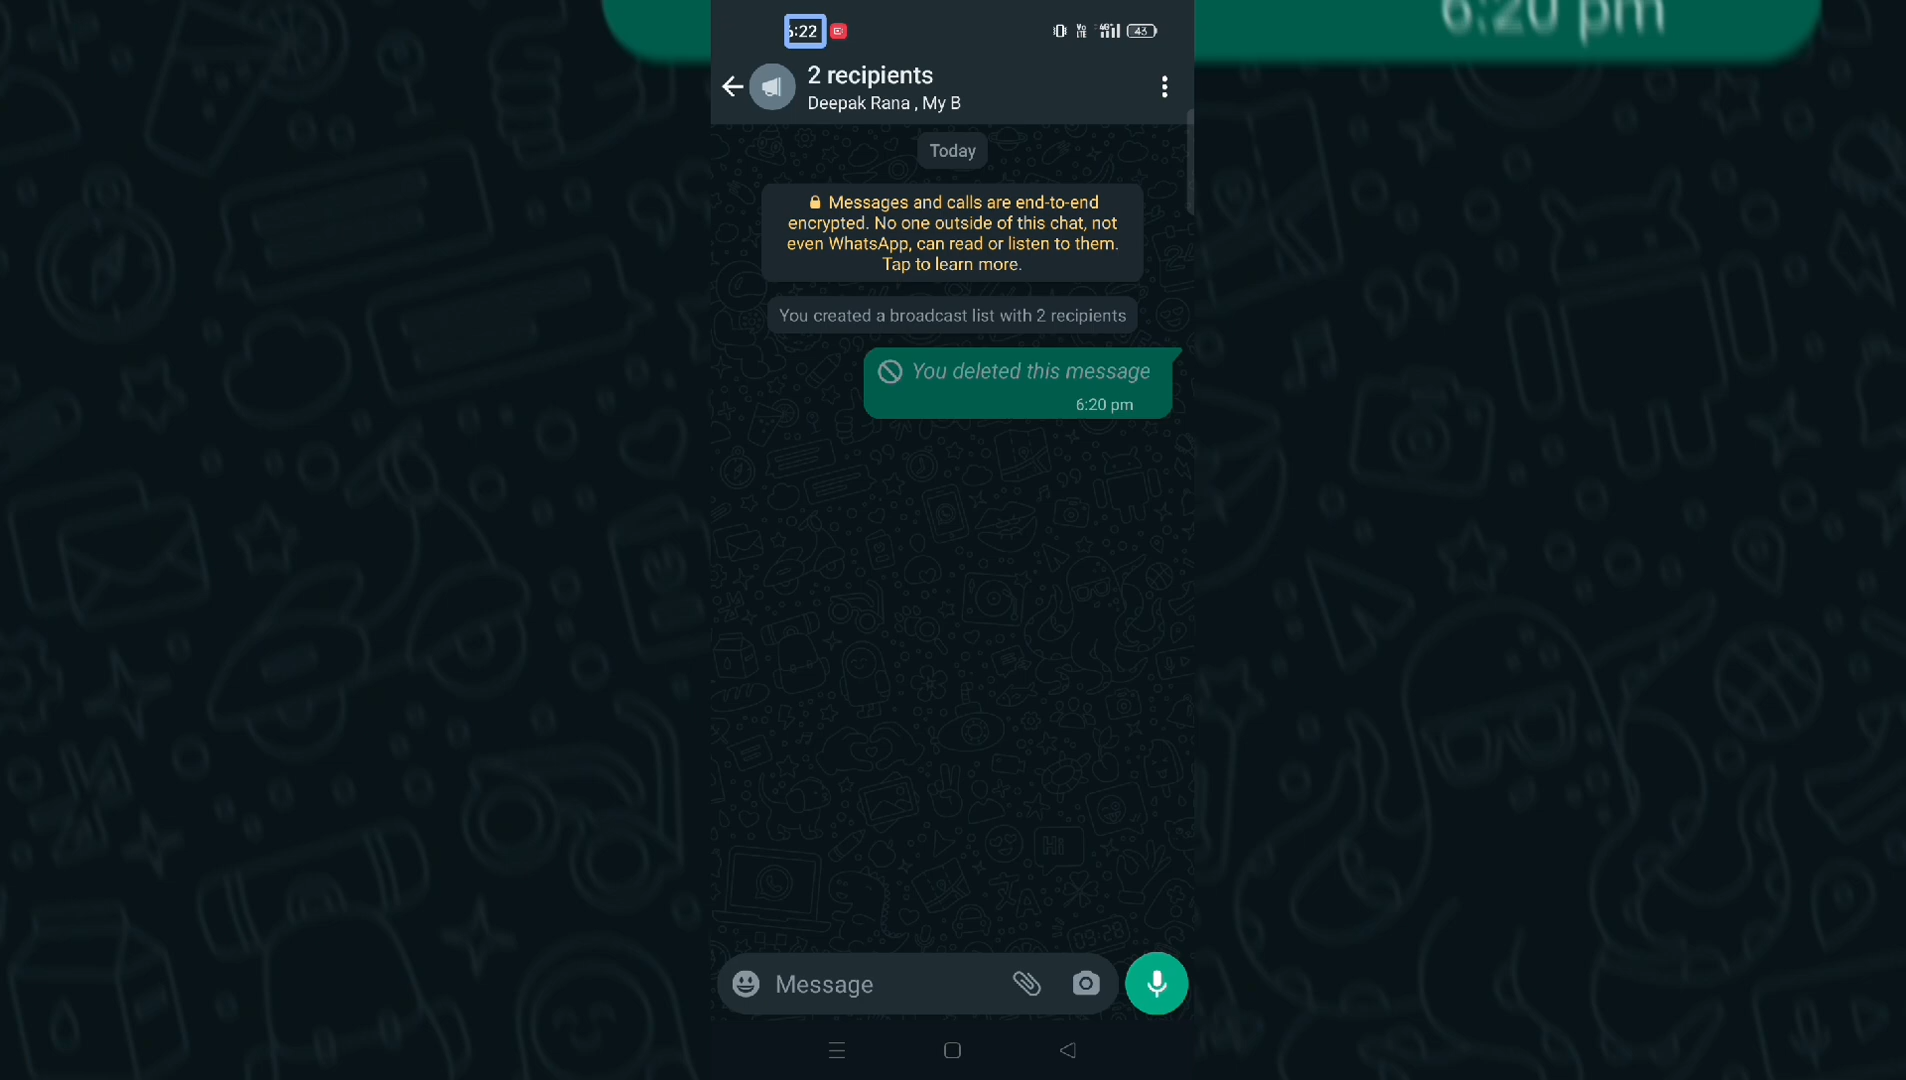 6:20 pm
:22
43
2 recipients
Deepak Rana , My B
Today
Messages and calls are end-to-end
encrypted. No one outside of this chat, not
even WhatsApp, can read or listen to them.
Tap to learn more.
You created a broadcast list with 2 recipients
You deleted this message
6:20 pm
Message